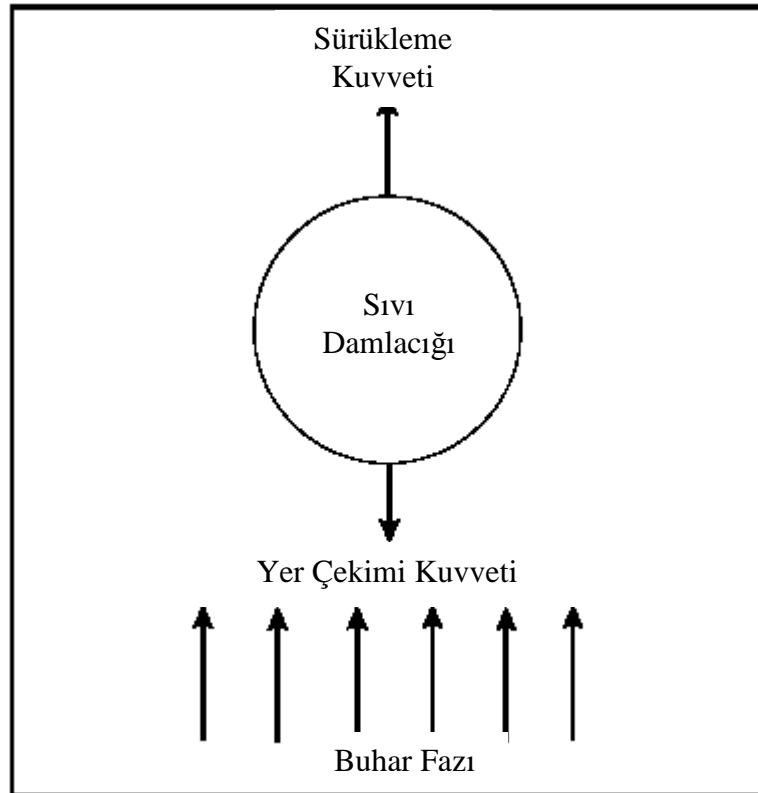 Sürükleme
Kuvveti
Sıvı
Damlacığı
Yer Çekimi Kuvveti
Buhar Fazı